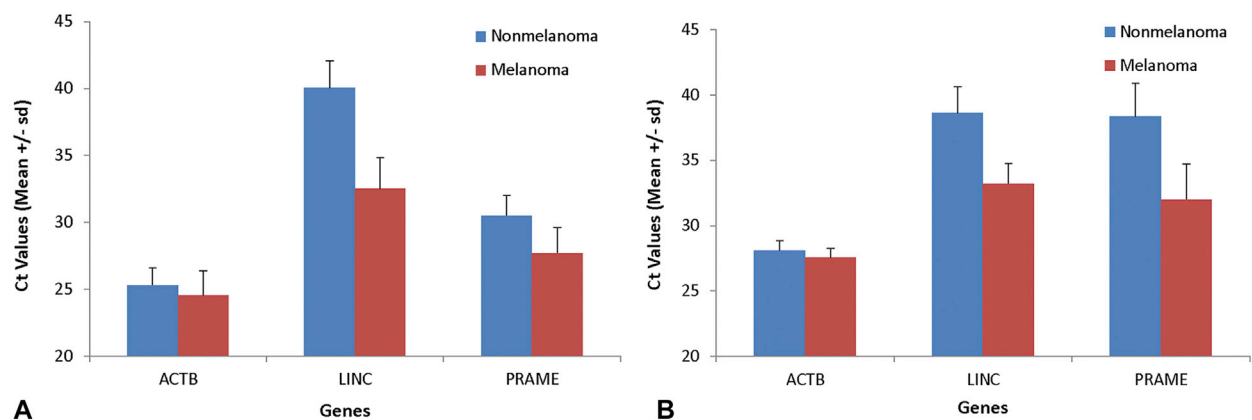 45
40
35
30
25
20
Ct Values (Mean +/- sd)
Nonmelanoma
Melanoma
ACTB LINC PRAME
Genes
A
45
40
35
30
25
20
Ct Values (Mean +/- sd)
Nonmelanoma
Melanoma
ACTB LINC PRAME
Genes
B